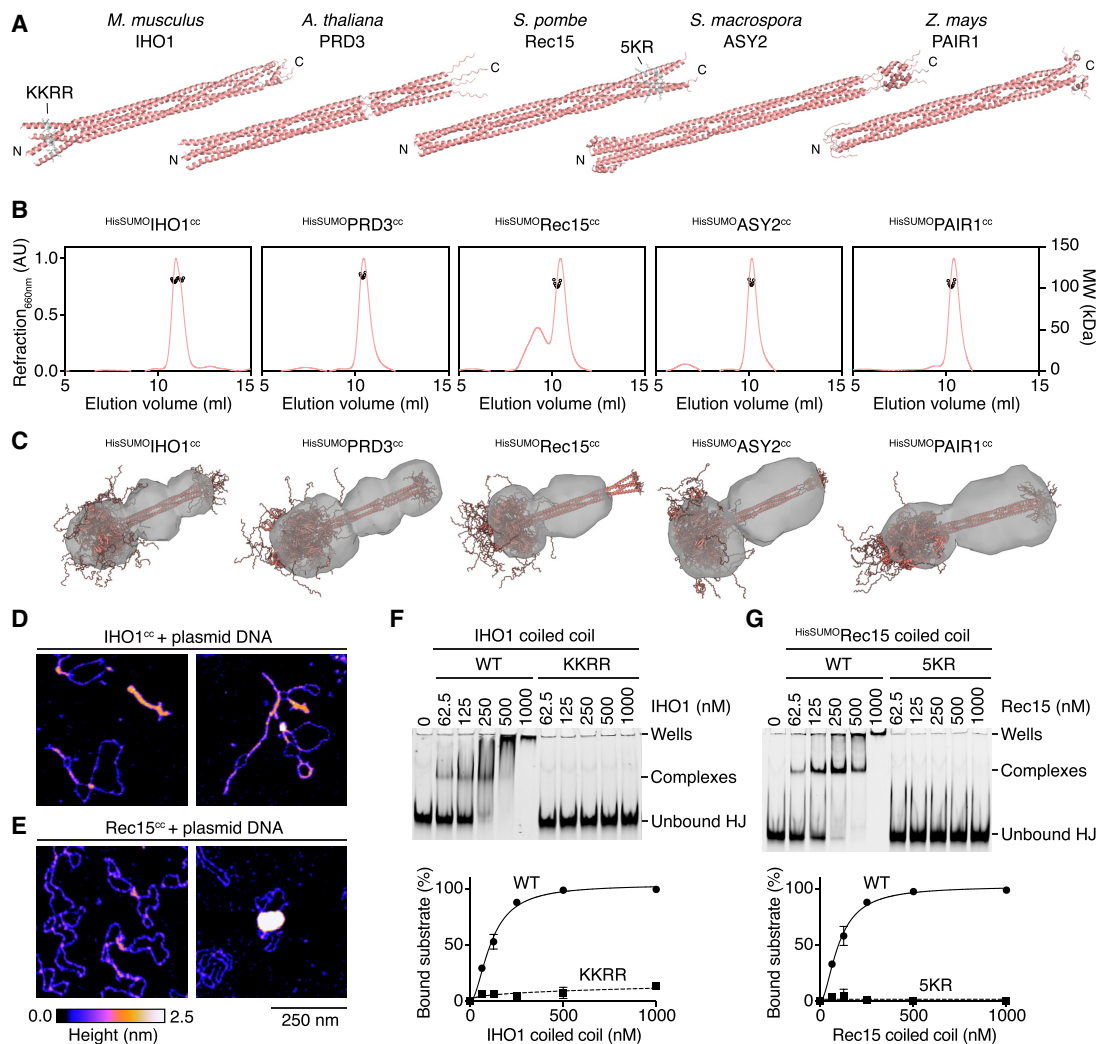 A
M. musculus
IHO1
A. thaliana
PRD3
S. pombe
Rec15
S. macrospora
ASY2
Z. mays
PAIR1
KKRR
N
C
N
C
5KR
N
C
N
C
N
C
B
HisSUMOIHO1cc
HisSUMOPRD3cc
HisSUMORec15cc
HisSUMOASY2cc
HisSUMOPAIR1cc
Refraction660nm (AU)
1.0
0.5
0.0
150
100
50
0
MW (kDa)
5 10 15
5 10 15
5 10 15
5 10 15
5 10 15
Elution volume (ml)
Elution volume (ml)
Elution volume (ml)
Elution volume (ml)
Elution volume (ml)
C
HisSUMOIHO1cc
HisSUMOPRD3cc
HisSUMORec15cc
HisSUMOASY2cc
HisSUMOPAIR1cc
D
IHO1cc + plasmid DNA
E
Rec15cc + plasmid DNA
0.0 2.5
Height (nm)
250 nm
F
IHO1 coiled coil
WT KKRR
0 62.5 125 250 500 1000 62.5 125 250 500 1000 IHO1 (nM)
Wells
Complexes
Unbound HJ
Bound substrate (%)
100
50
0
WT
KKRR
0 500 1000
IHO1 coiled coil (nM)
G
HisSUMORec15 coiled coil
WT 5KR
0 62.5 125 250 500 1000 62.5 125 250 500 1000 Rec15 (nM)
Wells
Complexes
Unbound HJ
Bound substrate (%)
100
50
0
WT
5KR
0 500 1000
Rec15 coiled coil (nM)